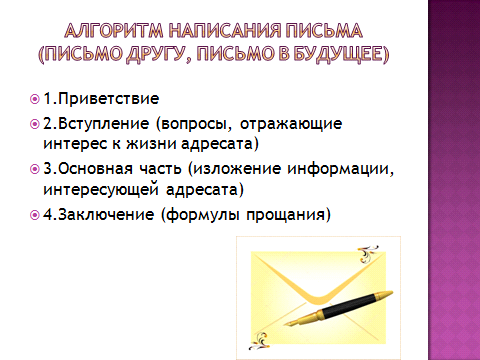 АЛГОРИТМ НАПИСАНИЯ ПИСЬМА
(ПИСЬМО ДРУГУ, ПИСЬМО В БУДУЩЕЕ)
1.Приветствие
2.Вступление (вопросы, отражающие
интерес к жизни адресата)
3.Основная часть (изложение информации,
интересующей адресата)
4.Заключение (формулы прощания)